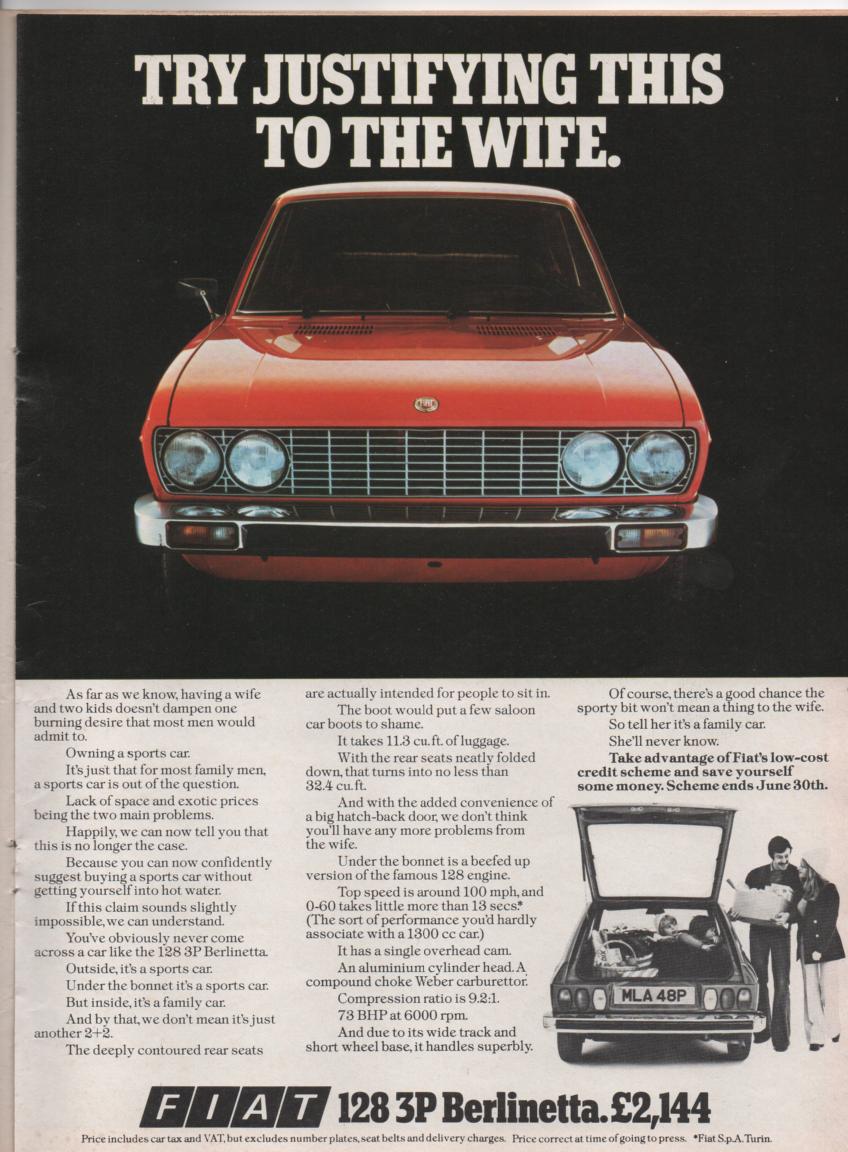 TRY JUSTIFYING THIS
TO THE WIFE.
FIAT
As far as we know, having a wife
and two kids doesn't dampen one
burning desire that most men would
admit to.
Owning a sports car.
It's just that for most family men,
a sports car is out of the question.
Lack of space and exotic prices
being the two main problems.
Happily, we can now tell you that
this is no longer the case.
Because you can now confidently
suggest buying a sports car without
getting yourself into hot water.
If this claim sounds slightly
impossible, we can understand.
You've obviously never come
across a car like the 128 3P Berlinetta.
Outside, it's a sports car.
Under the bonnet it's a sports car.
But inside, it's a family car.
And by that, we don't mean it's just
another 2+2.
The deeply contoured rear seats
are actually intended for people to sit in.
The boot would put a few saloon
car boots to shame.
It takes 11.3 cu.ft. of luggage.
With the rear seats neatly folded
down, that turns into no less than
32.4 cu.ft.
And with the added convenience of
a big hatch-back door, we don't think
you'll have any more problems from
the wife.
Under the bonnet is a beefed up
version of the famous 128 engine.
Top speed is around 100 mph, and
0-60 takes little more than 13 secs.*
(The sort of performance you'd hardly
associate with a 1300 cc car.)
It has a single overhead cam.
An aluminium cylinder head. A
compound choke Weber carburettor.
Compression ratio is 9.2:1.
73 BHP at 6000 rpm.
And due to its wide track and
short wheel base, it handles superbly.
Of course, there's a good chance the
sporty bit won't mean a thing to the wife.
So tell her it's a family car.
She'll never know.
Take advantage of Fiat's low-cost
credit scheme and save yourself
some money. Scheme ends June 30th.
MLA 48P
FIAT 128 3P Berlinetta. £2,144
Price includes car tax and VAT, but excludes number plates, seat belts and delivery charges. Price correct at time of going to press. *Fiat S.p.A. Turin.